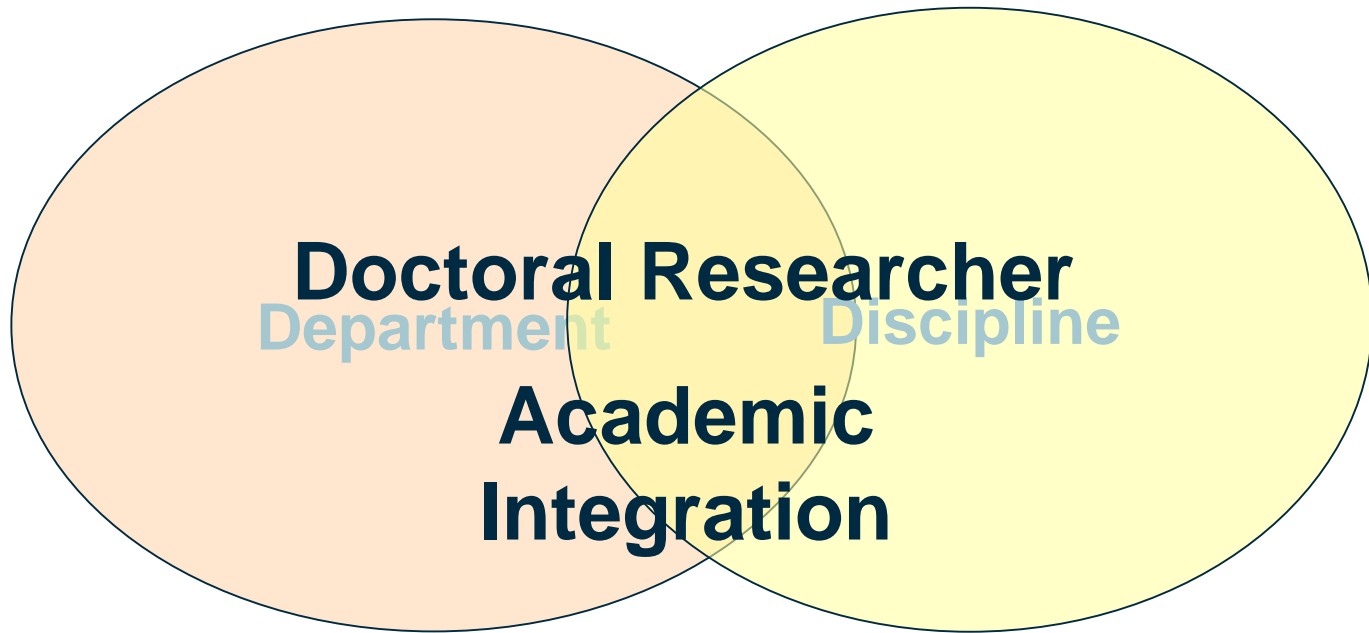 Doctoral Researcher
Department Discipline
Academic
Integration